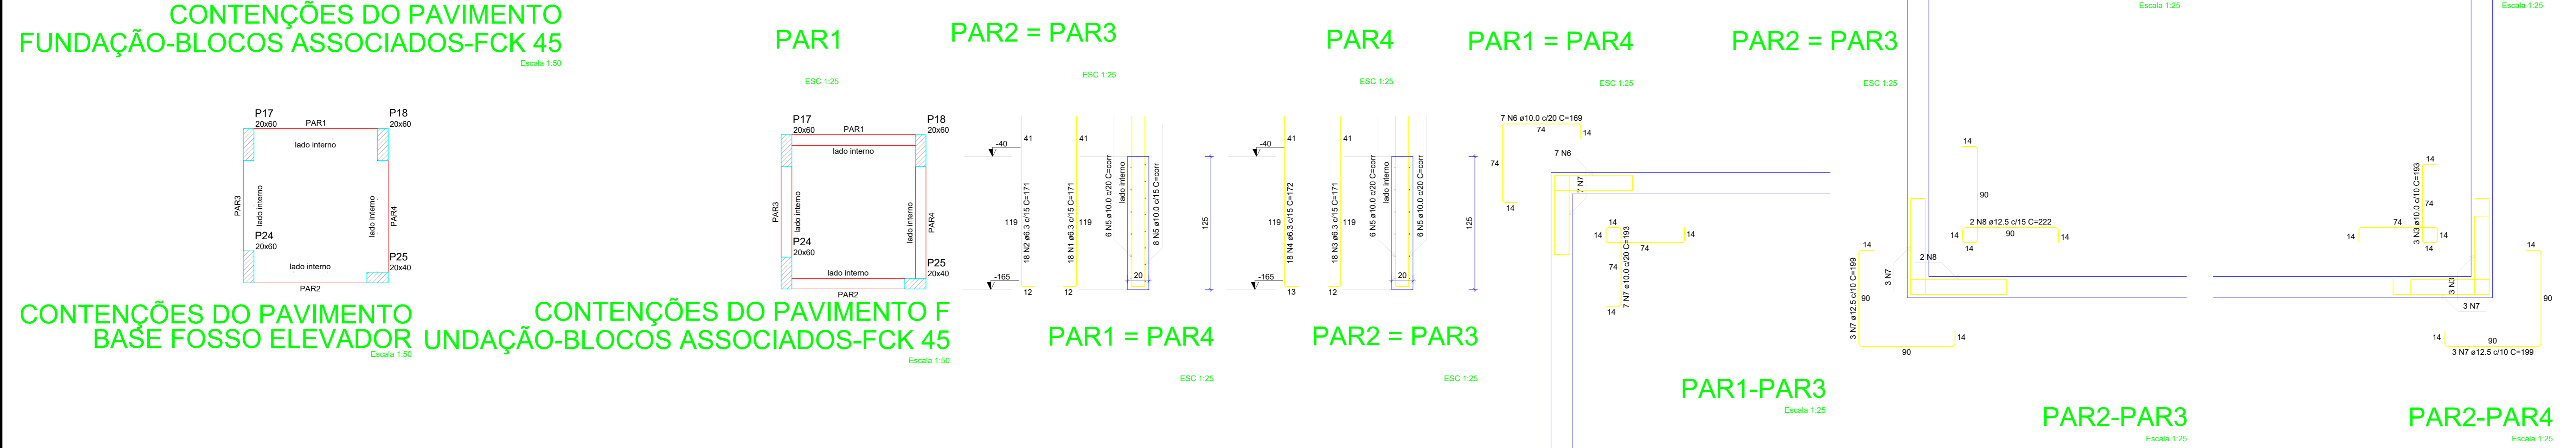 CONTENÇÕES DO PAVIMENTO
FUNDAÇÃO-BLOCOS ASSOCIADOS-FCK 45
Escala 1:50
P17
20x60
PAR1
P18
20x60
lado interno
PAR3
lado interno
lado interno
PAR4
P24
20x60
lado interno
P25
20x40
PAR2
CONTENÇÕES DO PAVIMENTO
BASE FOSSO ELEVADOR
Escala 1:50
PAR1
ESC 1:25
P17
20x60
PAR1
P18
20x60
lado interno
PAR3
lado interno
lado interno
PAR4
P24
20x60
lado interno
P25
20x40
PAR2
CONTENÇÕES DO PAVIMENTO F
UNDAÇÃO-BLOCOS ASSOCIADOS-FCK 45
Escala 1:50
PAR2 = PAR3
ESC 1:25
-40
-165
41
119
18 N2 ø6.3 c/15 C=171
12
41
18 N1 ø6.3 c/15 C=171
119
12
6 N5 ø10.0 c/20 C=corr
lado interno
8 N5 ø10.0 c/15 C=corr
20
125
PAR1 = PAR4
ESC 1:25
PAR4
ESC 1:25
-40
-165
41
119
18 N4 ø6.3 c/15 C=172
13
41
18 N3 ø6.3 c/15 C=171
119
12
6 N5 ø10.0 c/20 C=corr
lado interno
6 N5 ø10.0 c/20 C=corr
20
125
PAR2 = PAR3
ESC 1:25
PAR1 = PAR4
ESC 1:25
7 N6 ø10.0 c/20 C=169
74
14
74
14
7 N6
7 N7
14
14
14
74
74
7 N7 ø10.0 c/20 C=193
14
PAR1-PAR3
Escala 1:25
PAR2 = PAR3
ESC 1:25
Escala 1:25
14
90
2 N8 ø12.5 c/15 C=222
14
90
14
14
14
2 N8
3 N7
3 N7 ø12.5 c/10 C=199
90
14
90
PAR2-PAR3
Escala 1:25
Escala 1:25
14
3 N3 ø10.0 c/10 C=193
74
74
14
14
14
3 N3
3 N7
14
90
14
90
3 N7 ø12.5 c/10 C=199
PAR2-PAR4
Escala 1:25